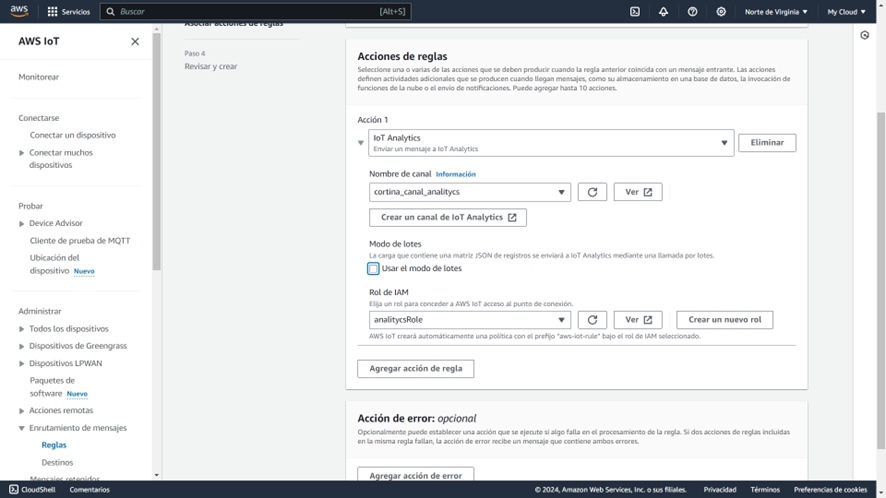 aws
Servicios
Buscar
[Alt+S]
Norte de Virginia
My Cloud
AWS IoT
Monitorear
Conectarse
Conectar un dispositivo
Conectar muchos
dispositivos
Probar
Device Advisor
Cliente de prueba de MQTT
Ubicación del
dispositivo Nuevo
Administrar
Todos los dispositivos
Dispositivos de Greengrass
Dispositivos LPWAN
Paquetes de
software Nuevo
Acciones remotas
Enrutamiento de mensajes
Reglas
Destinos
Mensajes retenidos
Asociar acciones de reglas
Paso 4
Revisar y crear
Acciones de reglas
Seleccione una o varias de las acciones que se deben producir cuando la regla anterior coincida con un mensaje entrante. Las acciones
definen actividades adicionales que se producen cuando llegan mensajes, como su almacenamiento en una base de datos, la invocación de
funciones de la nube o el envío de notificaciones. Puede agregar hasta 10 acciones.
Acción 1
IoT Analytics
Enviar un mensaje a IoT Analytics
Eliminar
Nombre de canal Información
cortina_canal_analitycs
Ver
Crear un canal de IoT Analytics
Modo de lotes
La carga que contiene una matriz JSON de registros se enviará a IoT Analytics mediante una llamada por lotes.
Usar el modo de lotes
Rol de IAM
Elija un rol para conceder a AWS IoT acceso al punto de conexión.
analitycsRole
Ver
Crear un nuevo rol
AWS IoT creará automáticamente una política con el prefijo "aws-iot-rule" bajo el rol de IAM seleccionado.
Agregar acción de regla
Acción de error: opcional
Opcionalmente puede establecer una acción que se ejecute si algo falla en el procesamiento de la regla. Si dos acciones de reglas incluidas
en la misma regla fallan, la acción de error recibe un mensaje que contiene ambos errores.
Agregar acción de error
CloudShell
Comentarios
© 2024, Amazon Web Services, Inc. o sus filiales.
Privacidad
Términos
Preferencias de cookies